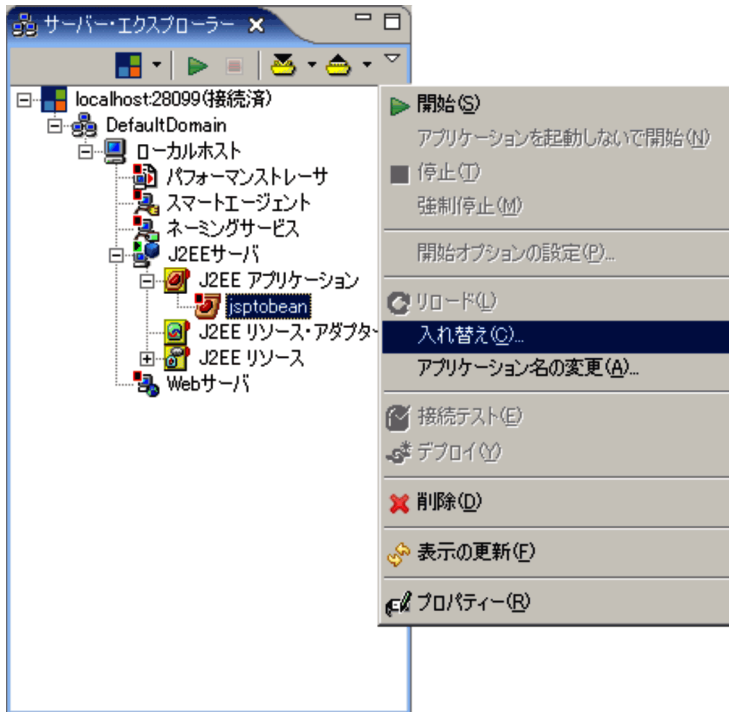 サーバー・エクスプローラー
localhost:28099(接続済)
DefaultDomain
ローカルホスト
パフォーマンストレーサ
スマートエージェント
ネーミングサービス
J2EEサーバ
J2EE アプリケーション
jsptobean
J2EE リソース・アダプタ
J2EE リソース
Webサーバ
開始(S)
アプリケーションを起動しないで開始(N)
停止(T)
強制停止(M)
開始オプションの設定(P)...
リロード(L)
入れ替え(C)...
アプリケーション名の変更(A)...
接続テスト(E)
デプロイ(Y)
削除(D)
表示の更新(F)
プロパティー(R)